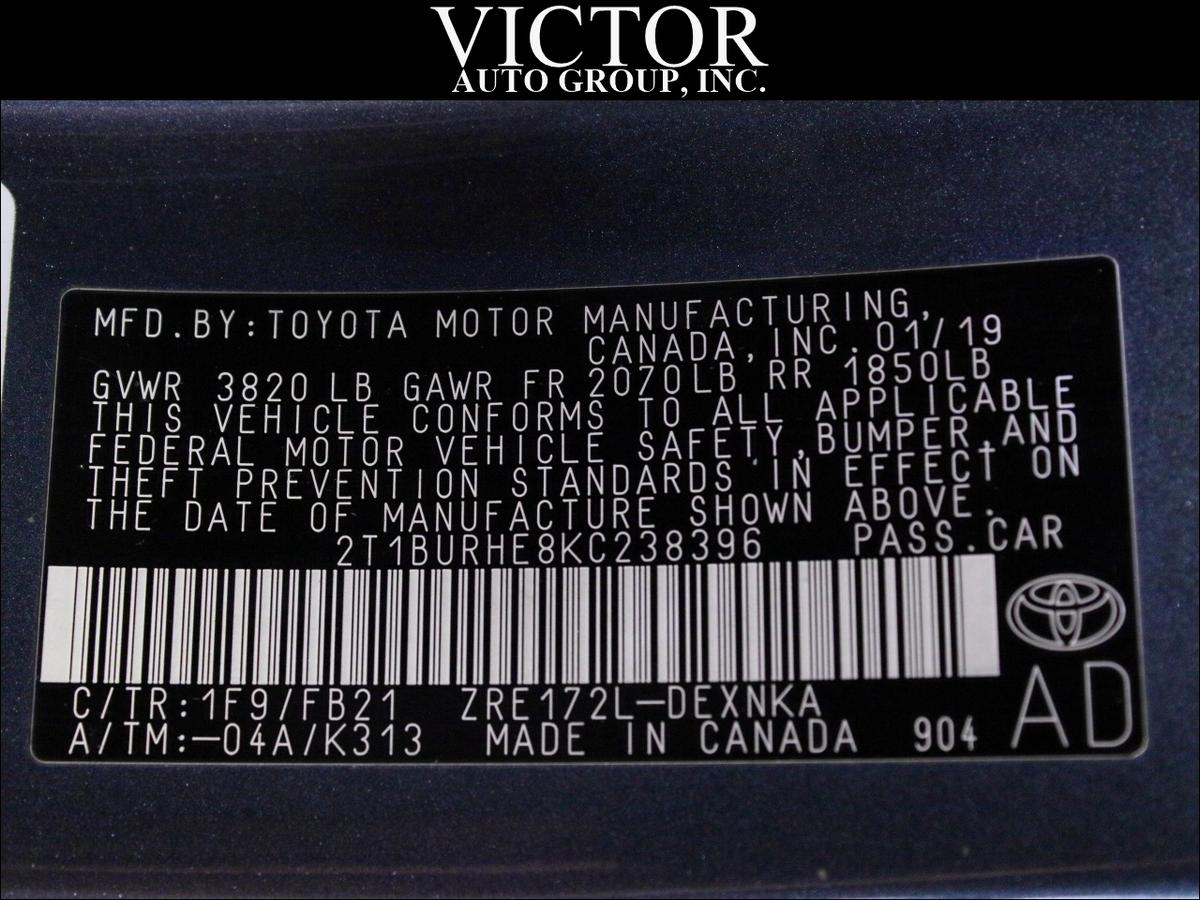 VICTOR
AUTO GROUP, INC.
MFD.BY:TOYOTA MOTOR MANUFACTURING,
CANADA,INC.01/19
GVWR 3820 LB GAWR FR 2070LB RR 1850LB
THIS VEHICLE CONFORMS TO ALL APPLICABLE
FEDERAL MOTOR VEHICLE SAFETY,BUMPER,AND
THEFT PREVENTION STANDARDS IN EFFECT ON
THE DATE OF MANUFACTURE SHOWN ABOVE.
2T1BURHE8KC238396 PASS.CAR
C/TR:1F9/FB21 ZRE172L-DEXNKA
A/TM:-04A/K313 MADE IN CANADA 904
AD